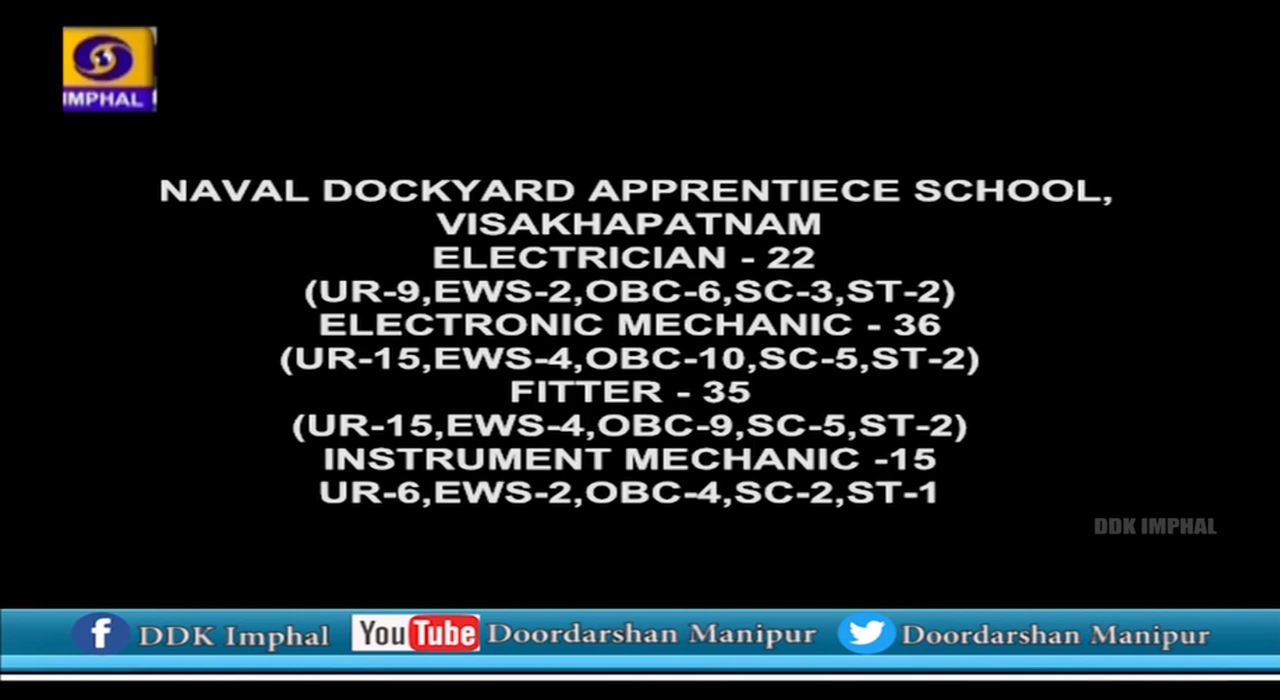 IMPHAL
NAVAL DOCKYARD APPRENTIECE SCHOOL,
VISAKHAPATNAM
ELECTRICIAN - 22
(UR-9,EWS-2,OBC-6,SC-3,ST-2)
ELECTRONIC MECHANIC - 36
(UR-15,EWS-4,OBC-10,SC-5,ST-2)
FITTER - 35
(UR-15,EWS-4,OBC-9,SC-5,ST-2)
INSTRUMENT MECHANIC -15
UR-6,EWS-2,OBC-4,SC-2,ST-1
DDK IMPHAL
f DDK Imphal YouTube Doordarshan Manipur Doordarshan Manipur